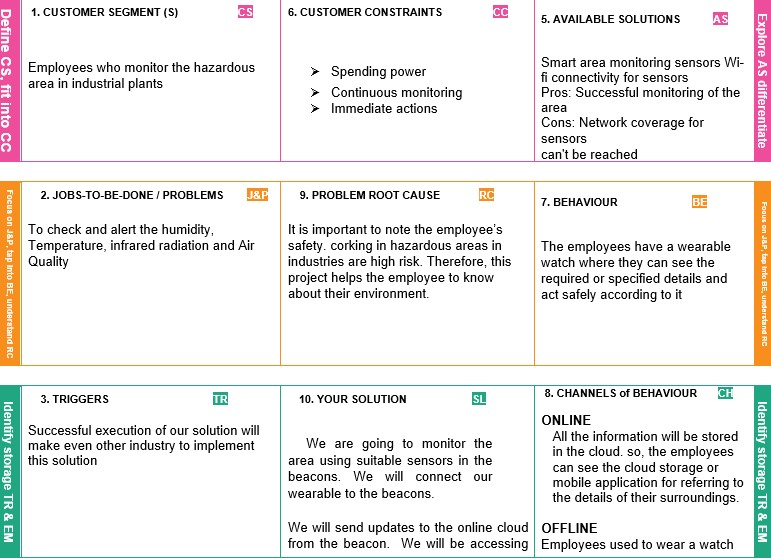 Define CS, fit into CC
1. CUSTOMER SEGMENT (S) CS
Employees who monitor the hazardous
area in industrial plants
6. CUSTOMER CONSTRAINTS CC
➢ Spending power
➢ Continuous monitoring
➢ Immediate actions
5. AVAILABLE SOLUTIONS AS
Smart area monitoring sensors Wi-
fi connectivity for sensors
Pros: Successful monitoring of the
area
Cons: Network coverage for
sensors
can't be reached
Explore AS differentiate
Focus on J&P, tap into BE, understand RC
2. JOBS-TO-BE-DONE / PROBLEMS J&P
To check and alert the humidity,
Temperature, infrared radiation and Air
Quality
9. PROBLEM ROOT CAUSE RC
It is important to note the employee's
safety. corking in hazardous areas in
industries are high risk. Therefore, this
project helps the employee to know
about their environment.
7. BEHAVIOUR BE
The employees have a wearable
watch where they can see the
required or specified details and
act safely according to it
Focus on J&P, tap into BE, understand RC
Identify storage TR & EM
3. TRIGGERS TR
Successful execution of our solution will
make even other industry to implement
this solution
10. YOUR SOLUTION SL
We are going to monitor the
area using suitable sensors in the
beacons. We will connect our
wearable to the beacons.
We will send updates to the online cloud
from the beacon. We will be accessing
8. CHANNELS of BEHAVIOUR CH
ONLINE
All the information will be stored
in the cloud. so, the employees
can see the cloud storage or
mobile application for referring to
the details of their surroundings.
OFFLINE
Employees used to wear a watch
Identify storage TR & EM